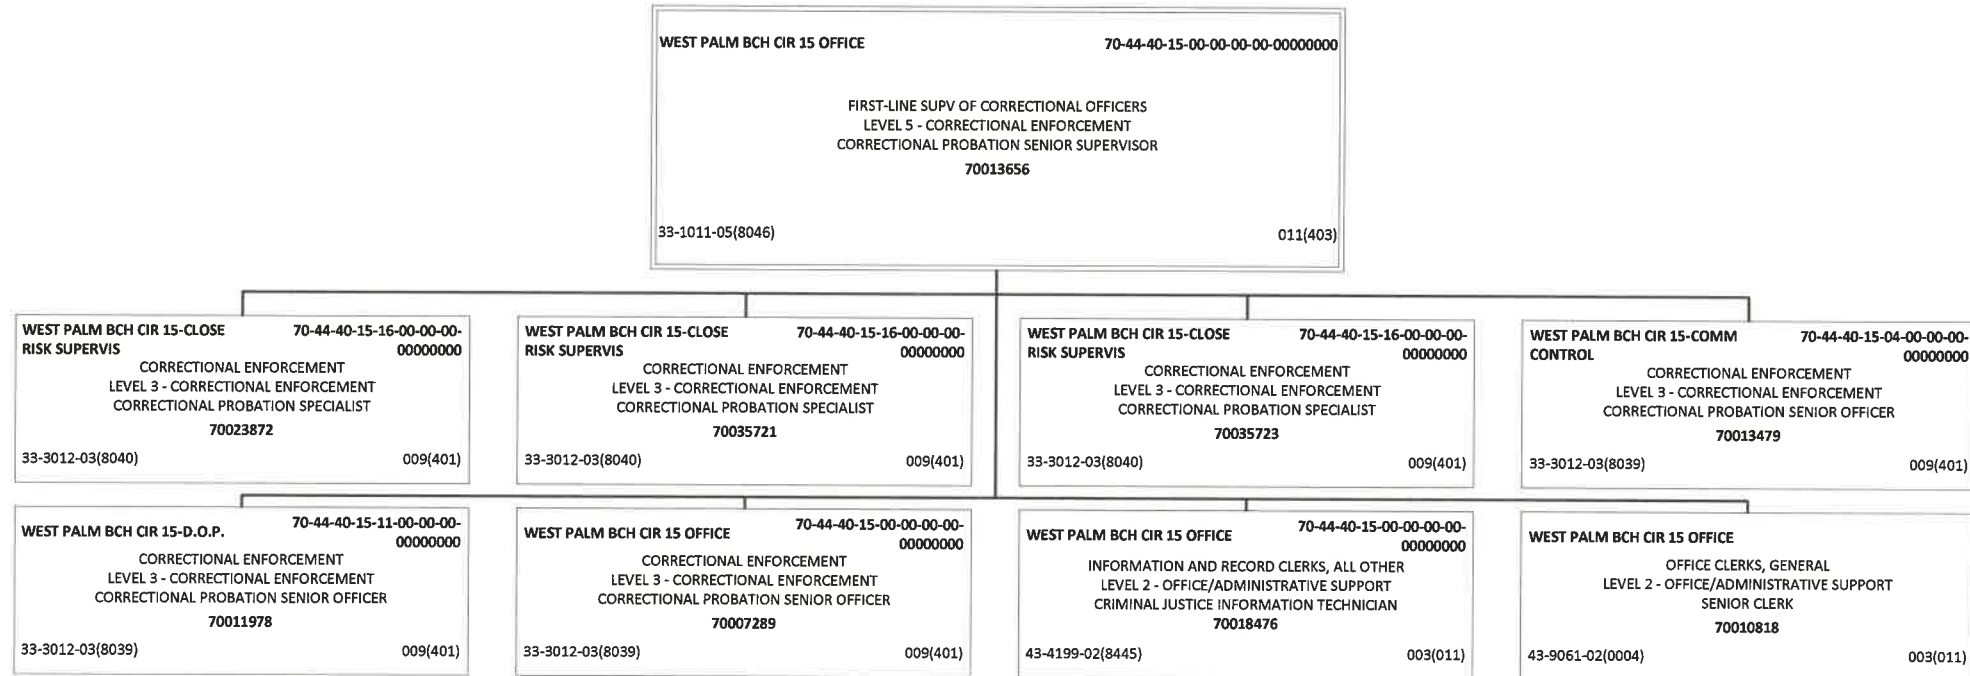 WEST PALM BCH CIR 15 OFFICE 70-44-40-15-00-00-00-00-00000000
FIRST-LINE SUPV OF CORRECTIONAL OFFICERS
LEVEL 5 - CORRECTIONAL ENFORCEMENT
CORRECTIONAL PROBATION SENIOR SUPERVISOR
70013656
33-1011-05(8046) 011(403)
WEST PALM BCH CIR 15-CLOSE 70-44-40-15-16-00-00-00-
RISK SUPERVIS 00000000
CORRECTIONAL ENFORCEMENT
LEVEL 3 - CORRECTIONAL ENFORCEMENT
CORRECTIONAL PROBATION SPECIALIST
70023872
33-3012-03(8040) 009(401)
WEST PALM BCH CIR 15-CLOSE 70-44-40-15-16-00-00-00-
RISK SUPERVIS 00000000
CORRECTIONAL ENFORCEMENT
LEVEL 3 - CORRECTIONAL ENFORCEMENT
CORRECTIONAL PROBATION SPECIALIST
70035721
33-3012-03(8040) 009(401)
WEST PALM BCH CIR 15-CLOSE 70-44-40-15-16-00-00-00-
RISK SUPERVIS 00000000
CORRECTIONAL ENFORCEMENT
LEVEL 3 - CORRECTIONAL ENFORCEMENT
CORRECTIONAL PROBATION SPECIALIST
70035723
33-3012-03(8040) 009(401)
WEST PALM BCH CIR 15-COMM 70-44-40-15-04-00-00-00-
CONTROL 00000000
CORRECTIONAL ENFORCEMENT
LEVEL 3 - CORRECTIONAL ENFORCEMENT
CORRECTIONAL PROBATION SENIOR OFFICER
70013479
33-3012-03(8039) 009(401)
WEST PALM BCH CIR 15-D.O.P. 70-44-40-15-11-00-00-00-
00000000
CORRECTIONAL ENFORCEMENT
LEVEL 3 - CORRECTIONAL ENFORCEMENT
CORRECTIONAL PROBATION SENIOR OFFICER
70011978
33-3012-03(8039) 009(401)
WEST PALM BCH CIR 15 OFFICE 70-44-40-15-00-00-00-00-
00000000
CORRECTIONAL ENFORCEMENT
LEVEL 3 - CORRECTIONAL ENFORCEMENT
CORRECTIONAL PROBATION SENIOR OFFICER
70007289
33-3012-03(8039) 009(401)
WEST PALM BCH CIR 15 OFFICE 70-44-40-15-00-00-00-00-
00000000
INFORMATION AND RECORD CLERKS, ALL OTHER
LEVEL 2 - OFFICE/ADMINISTRATIVE SUPPORT
CRIMINAL JUSTICE INFORMATION TECHNICIAN
70018476
43-4199-02(8445) 003(011)
WEST PALM BCH CIR 15 OFFICE
OFFICE CLERKS, GENERAL
LEVEL 2 - OFFICE/ADMINISTRATIVE SUPPORT
SENIOR CLERK
70010818
43-9061-02(0004) 003(011)